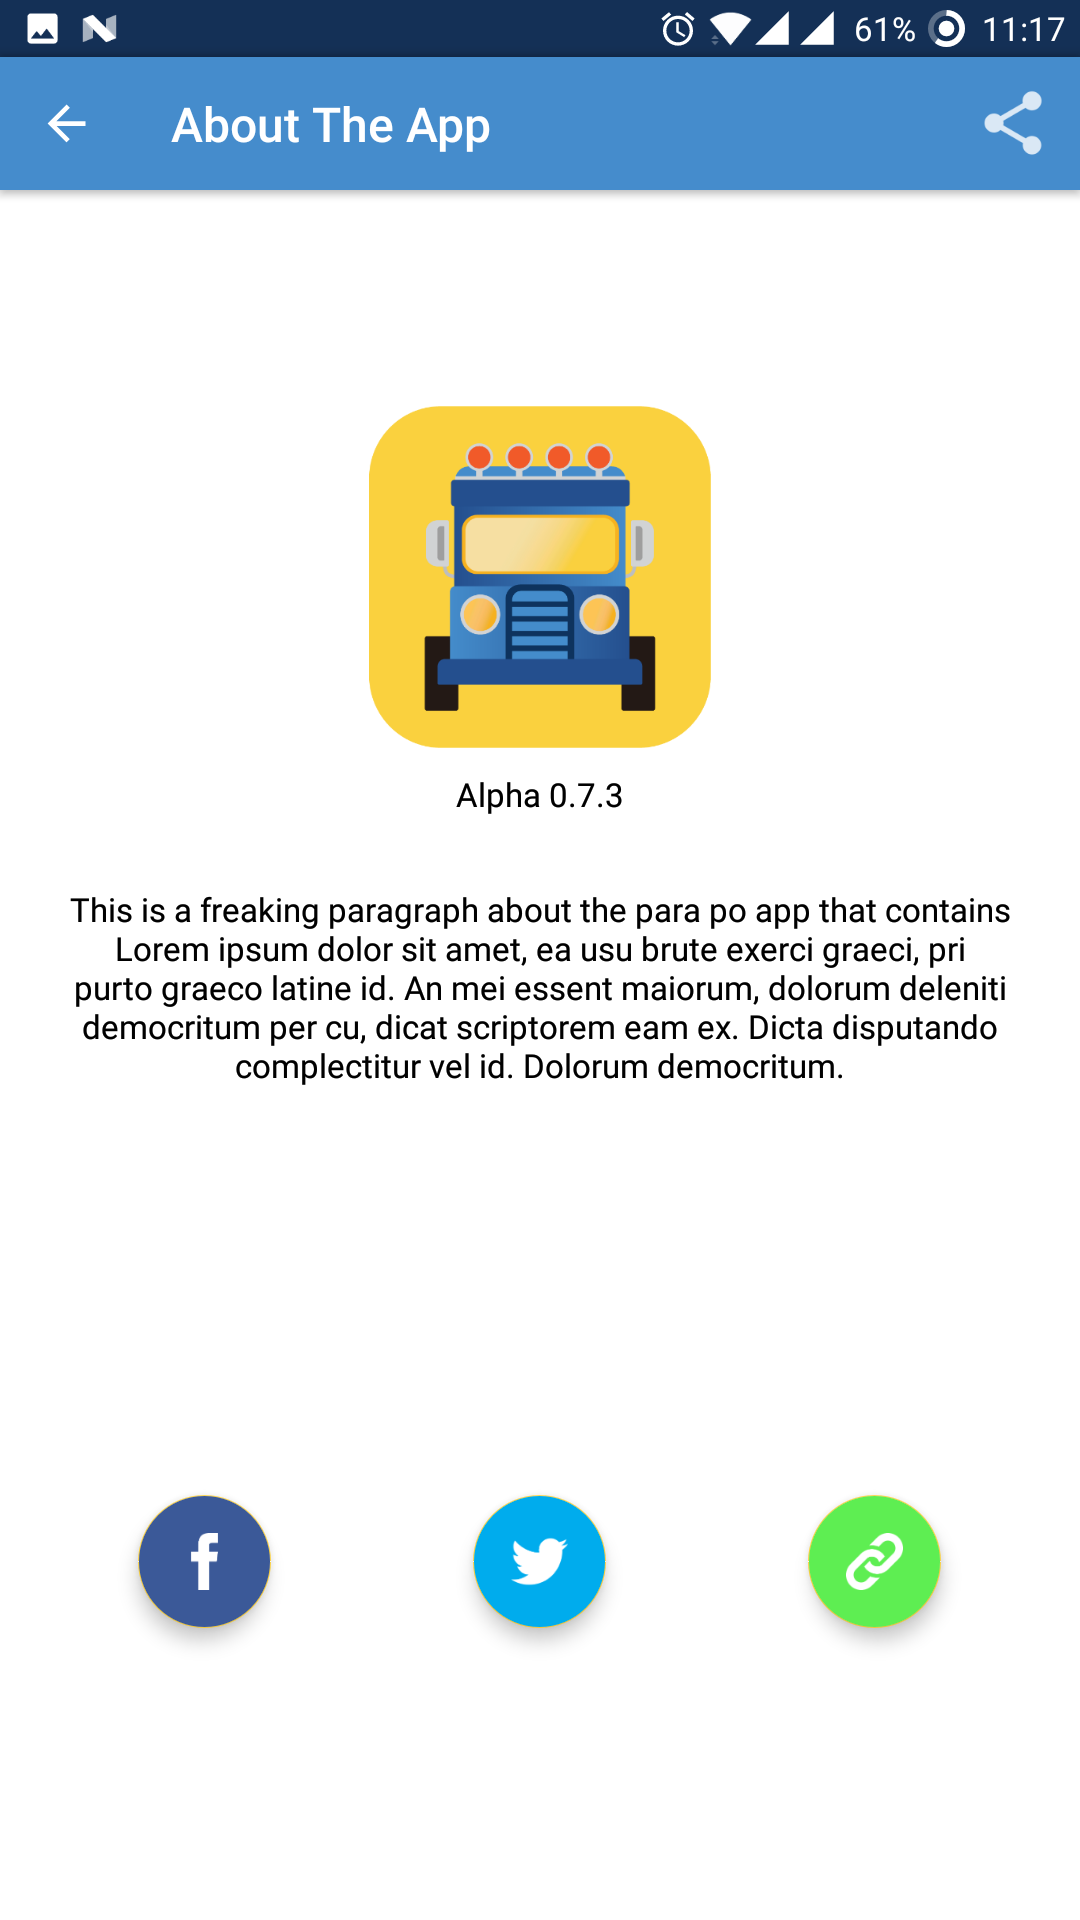 61% 11:17
About The App
Alpha 0.7.3
This is a freaking paragraph about the para po app that contains
Lorem ipsum dolor sit amet, ea usu brute exerci graeci, pri
purto graeco latine id. An mei essent maiorum, dolorum deleniti
democritum per cu, dicat scriptorem eam ex. Dicta disputando
complectitur vel id. Dolorum democritum.